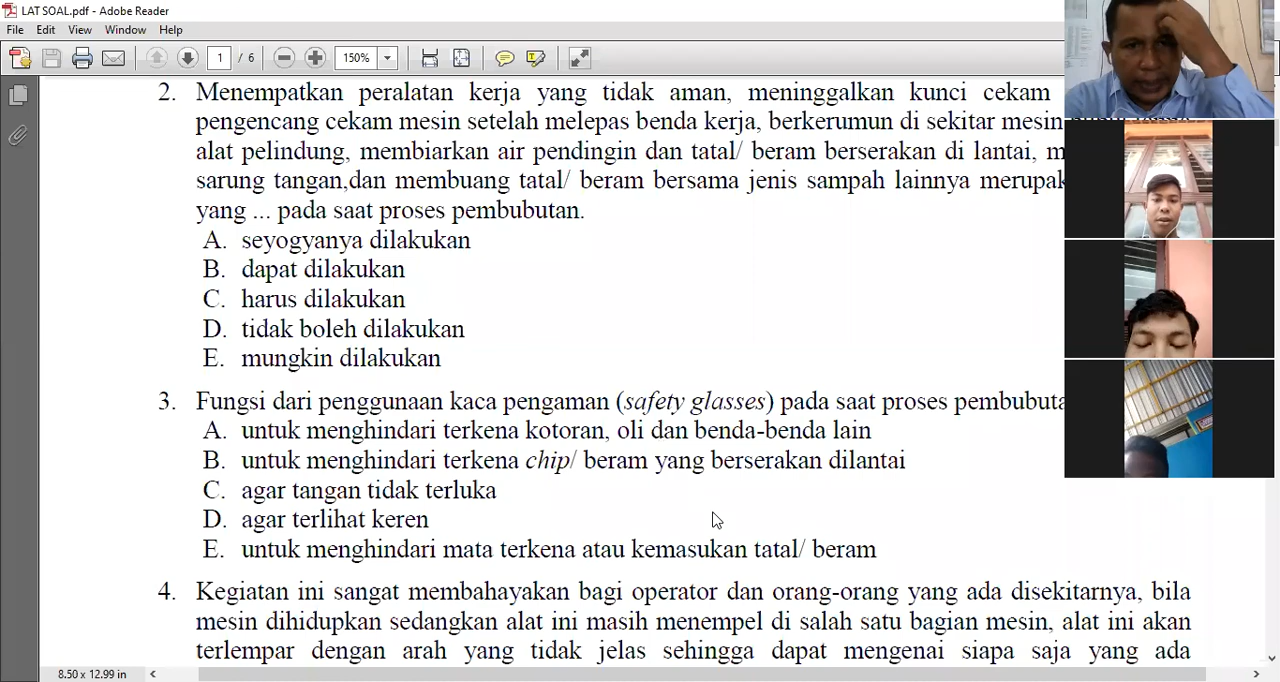 LAT SOAL.pdf - Adobe Reader
File Edit View Window Help
1 / 6 150%
2. Menempatkan peralatan kerja yang tidak aman, meninggalkan kunci cekam
pengencang cekam mesin setelah melepas benda kerja, berkerumun di sekitar mesin
alat pelindung, membiarkan air pendingin dan tatal/ beram berserakan di lantai, m
sarung tangan,dan membuang tatal/ beram bersama jenis sampah lainnya merupak
yang ... pada saat proses pembubutan.
A. seyogyanya dilakukan
B. dapat dilakukan
C. harus dilakukan
D. tidak boleh dilakukan
E. mungkin dilakukan
3. Fungsi dari penggunaan kaca pengaman (safety glasses) pada saat proses pembubuta
A. untuk menghindari terkena kotoran, oli dan benda-benda lain
B. untuk menghindari terkena chip/ beram yang berserakan dilantai
C. agar tangan tidak terluka
D. agar terlihat keren
E. untuk menghindari mata terkena atau kemasukan tatal/ beram
4. Kegiatan ini sangat membahayakan bagi operator dan orang-orang yang ada disekitarnya, bila
mesin dihidupkan sedangkan alat ini masih menempel di salah satu bagian mesin, alat ini akan
terlempar dengan arah yang tidak jelas sehingga dapat mengenai siapa saja yang ada
8.50 x 12.99 in